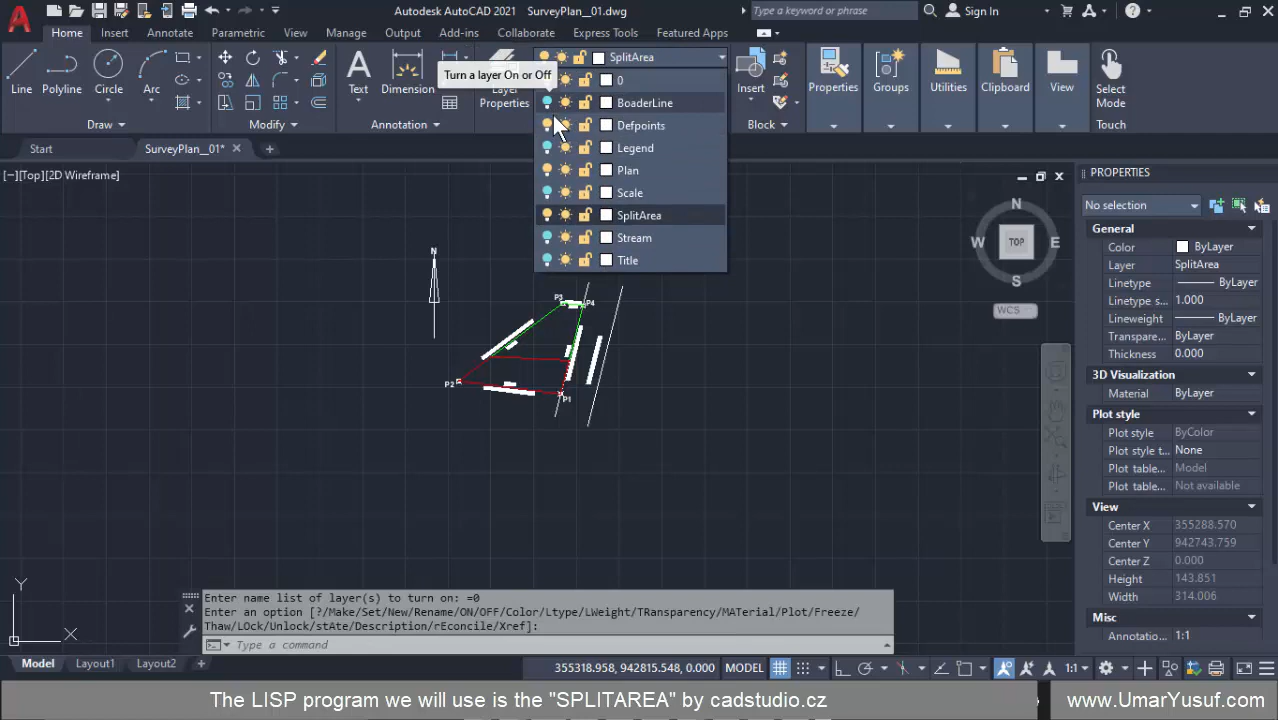 Autodesk AutoCAD 2021 SurveyPlan_01.dwg
Type a keyword or phrase
Sign In
Home Insert Annotate Parametric View Manage Output Add-ins Collaborate Express Tools Featured Apps
Line Polyline Circle Arc
Text Dimension
Turn a layer On or Off
Layer
Properties
SplitArea
Insert
Properties Groups Utilities Clipboard View
Select
Mode
Draw Modify Annotation Block Touch
0
BoaderLine
Defpoints
Legend
Plan
Scale
SplitArea
Stream
Title
Start SurveyPlan_01*
[−][Top][2D Wireframe]
N
P3
P4
P2
P1
N
W TOP E
S
WCS
PROPERTIES
No selection
General
Color ByLayer
Layer SplitArea
Linetype ByLayer
Linetype s... 1.000
Lineweight ByLayer
Transpare... ByLayer
Thickness 0.000
3D Visualization
Material ByLayer
Plot style
Plot style ByColor
Plot style t... None
Plot table... Model
Plot table... Not available
View
Center X 355288.570
Center Y 942743.759
Center Z 0.000
Height 143.851
Width 314.006
Misc
Annotatio... 1:1
Y
X
Enter name list of layer(s) to turn on: =0
Enter an option [?/Make/Set/New/Rename/ON/OFF/Color/Ltype/LWeight/TRansparency/MATerial/Plot/Freeze/
Thaw/LOck/Unlock/stAte/Description/rEconcile/Xref]:
Type a command
Model Layout1 Layout2
355318.958, 942815.548, 0.000 MODEL 1:1
The LISP program we will use is the "SPLITAREA" by cadstudio.cz
www.UmarYusuf.com